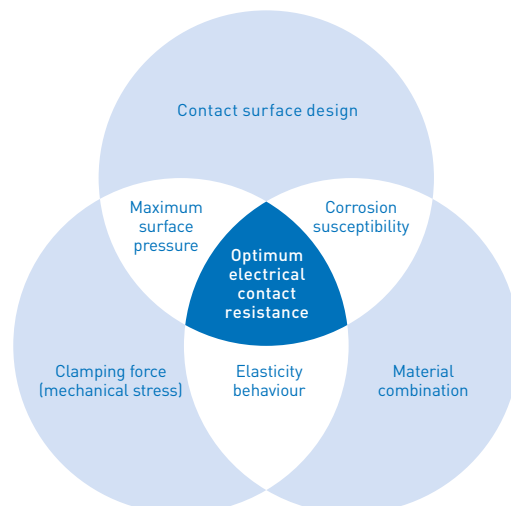 Contact surface design
Maximum
surface
pressure
Corrosion
susceptibility
Optimum
electrical
contact
resistance
Clamping force
(mechanical stress)
Elasticity
behaviour
Material
combination